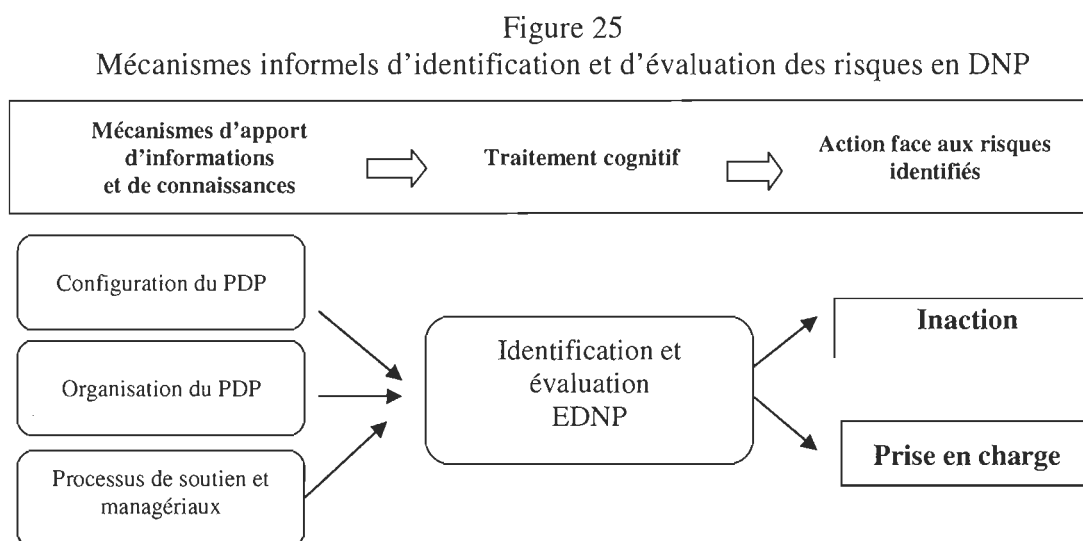 Figure 25
Mécanismes informels d'identification et d'évaluation des risques en DNP
Mécanismes d'apport
d'informations
et de connaissances
Traitement cognitif
Action face aux risques
identifiés
Configuration du PDP
Organisation du PDP
Processus de soutien et
managériaux
Identification et
évaluation
EDNP
Inaction
Prise en charge